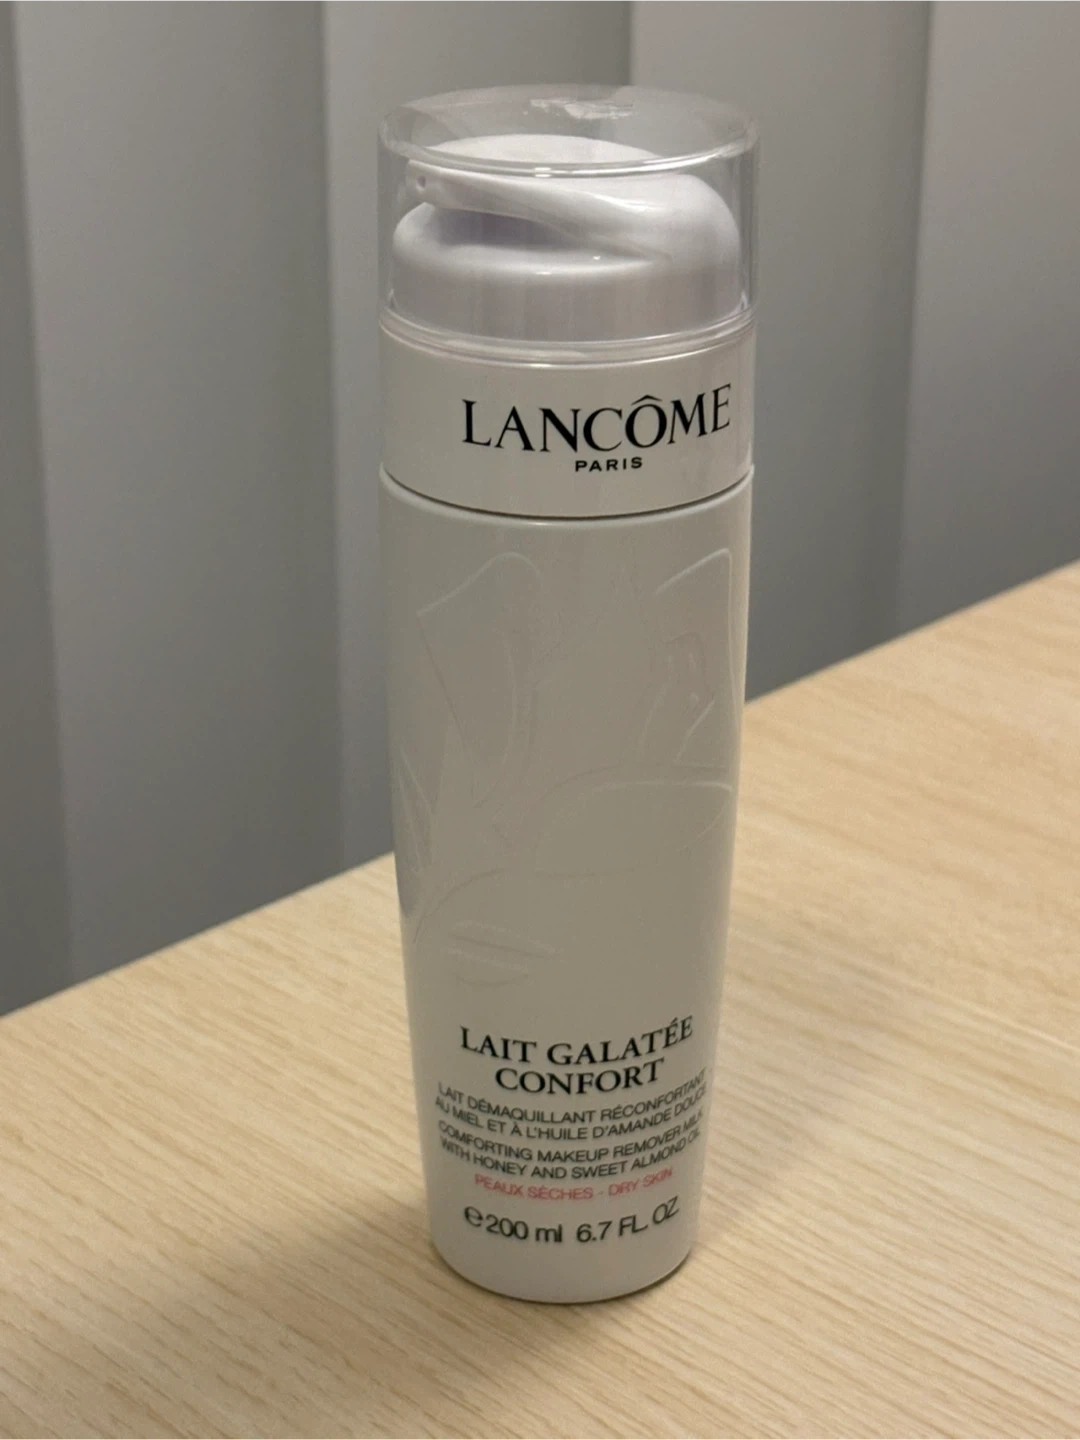 LANCÔME
PARIS
LAIT GALATÉE
CONFORT
LAIT DÉMAQUILLANT RÉCONFORTANT
AU MIEL ET À L'HUILE D'AMANDE DOUCE
COMFORTING MAKEUP REMOVER MILK
WITH HONEY AND SWEET ALMOND OIL
PEAUX SÈCHES - DRY SKIN
℮200 ml 6.7 FL. OZ.